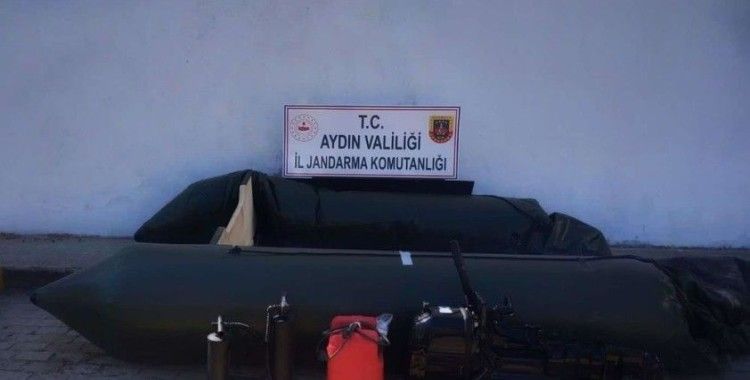 T.C.
AYDIN VALİLİĞİ
İL JANDARMA KOMUTANLIĞI